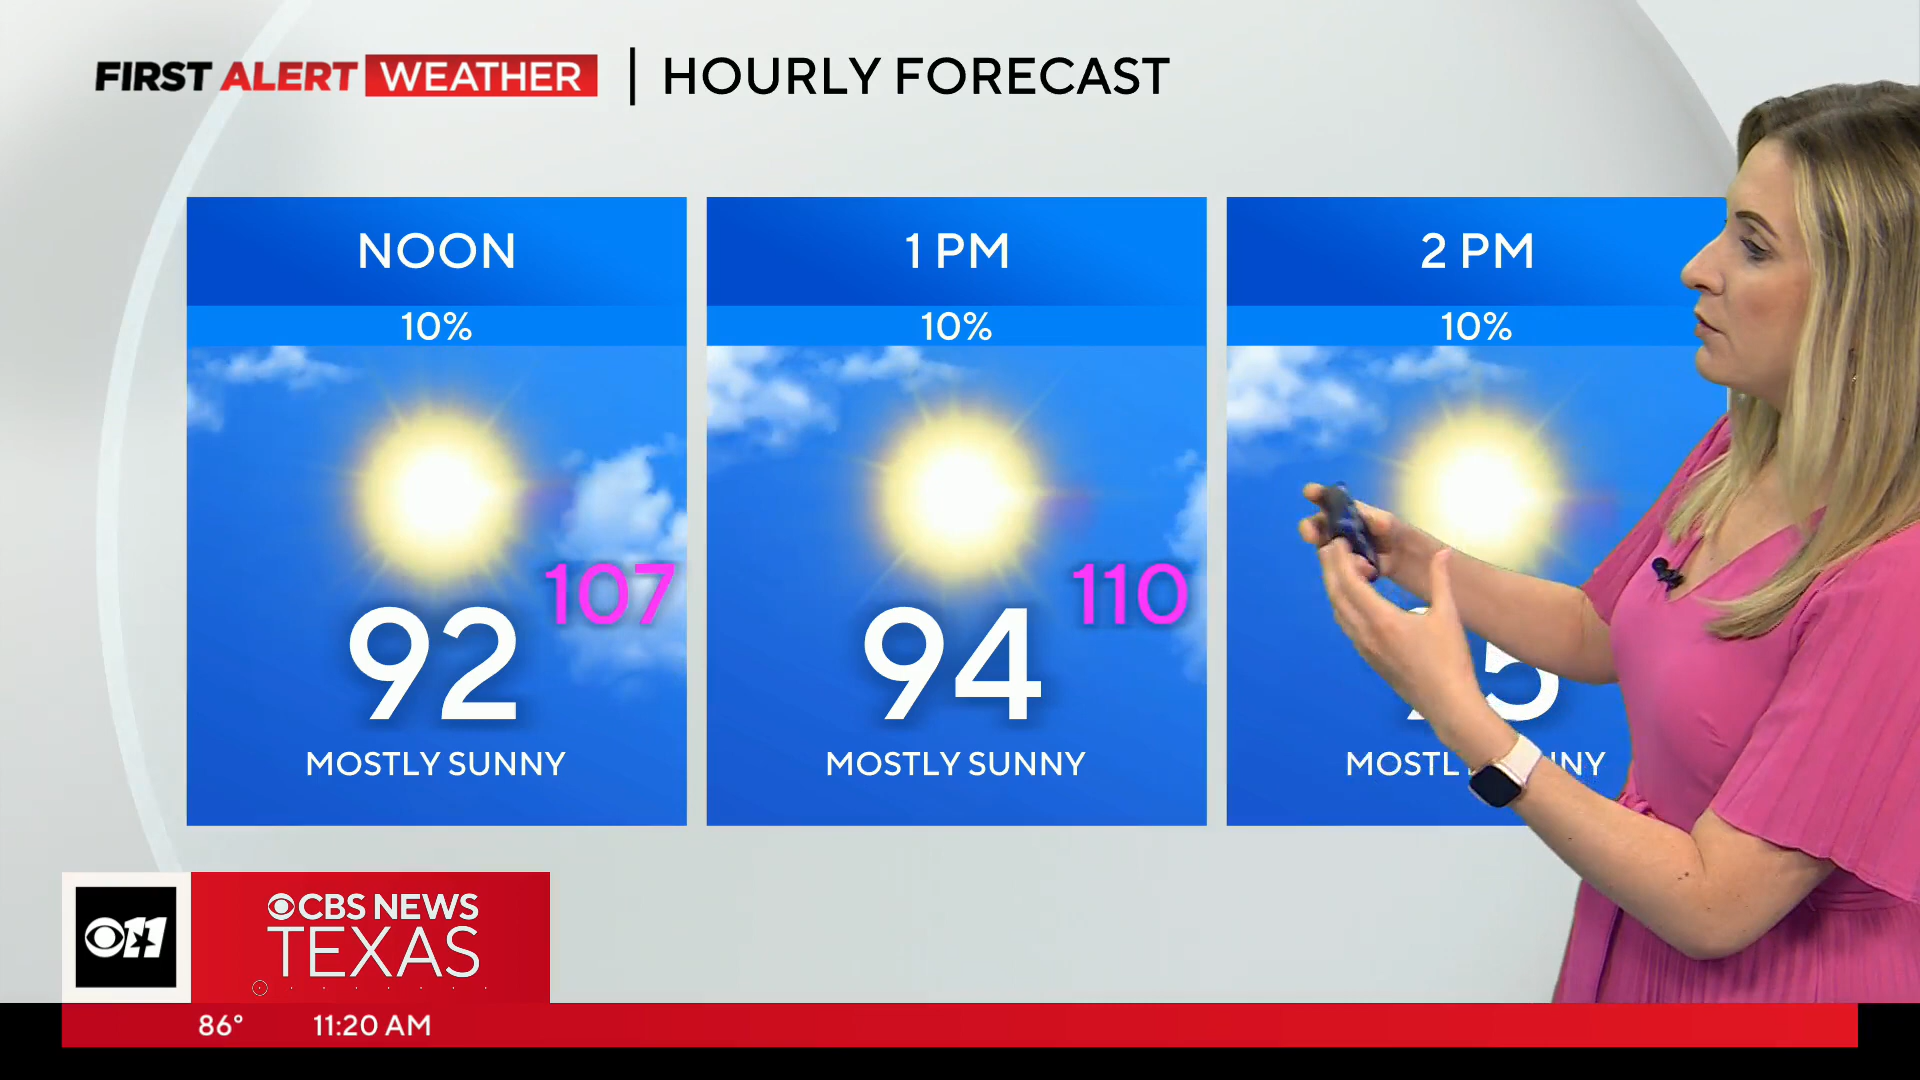 FIRST ALERT WEATHER | HOURLY FORECAST
NOON
10%
107
92
MOSTLY SUNNY
1 PM
10%
110
94
MOSTLY SUNNY
2 PM
10%
CBS NEWS
TEXAS
11
86° 11:20 AM